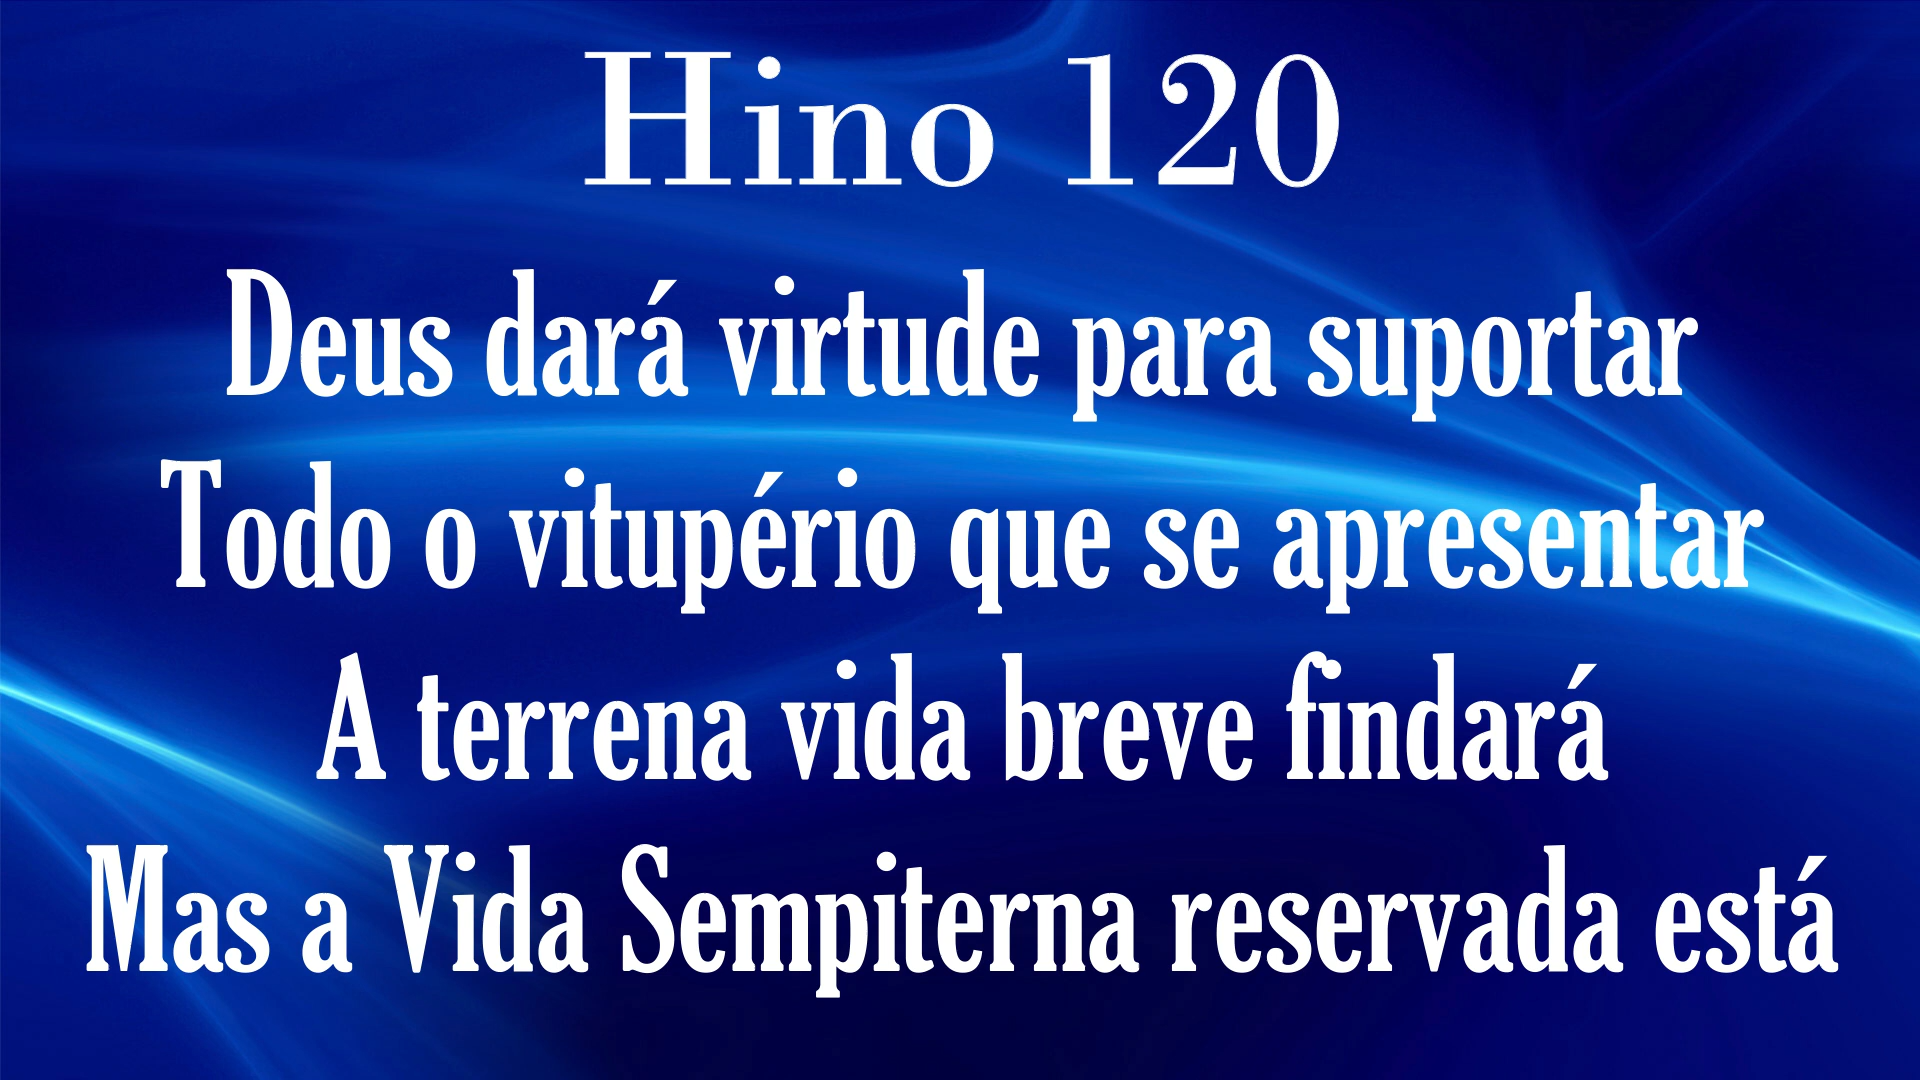 Hino 120
Deus dará virtude para suportar
Todo o vitupério que se apresentar
A terrena vida breve findará
Mas a Vida Sempiterna reservada está